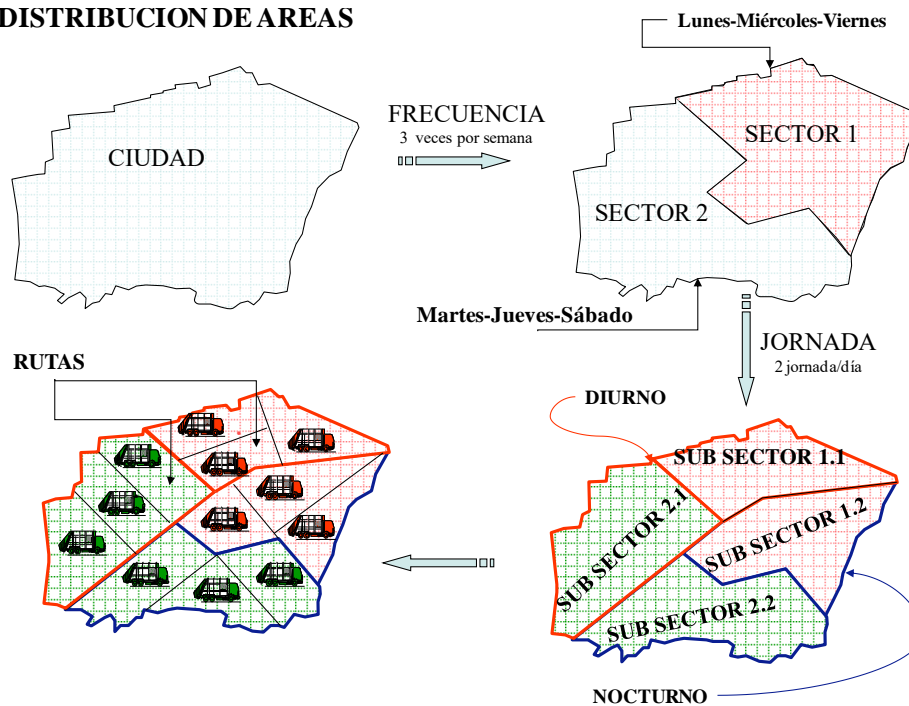 DISTRIBUCION DE AREAS
Lunes-Miércoles-Viernes
CIUDAD
FRECUENCIA
3 veces por semana
SECTOR 1
SECTOR 2
Martes-Jueves-Sábado
JORNADA
2 jornada/día
RUTAS
DIURNO
SUB SECTOR 1.1
SUB SECTOR 2.1
SUB SECTOR 1.2
SUB SECTOR 2.2
NOCTURNO